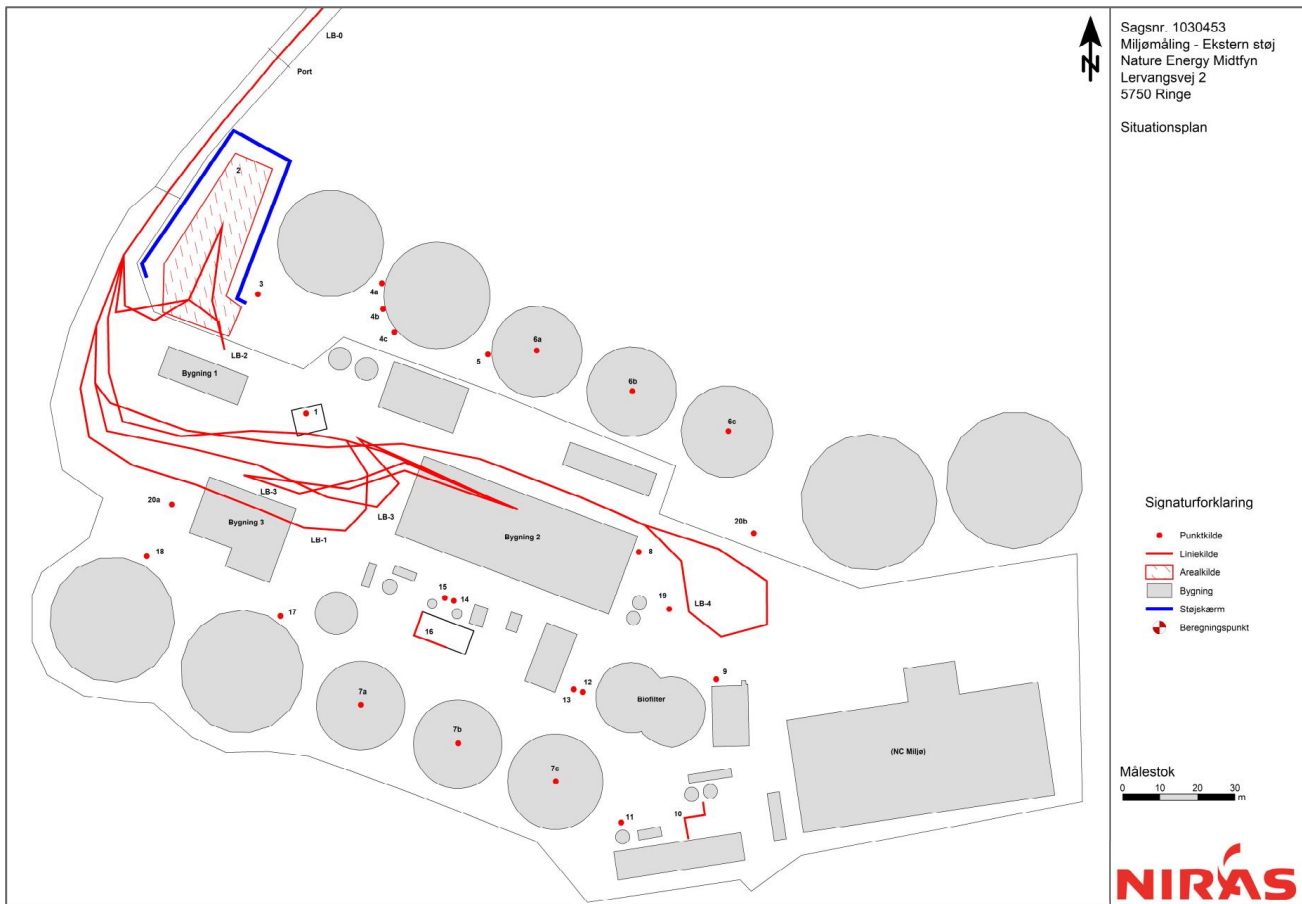 LB-0
Port
2
3
4a
4b
4c
5
6a
6b
6c
LB-2
Bygning 1
1
20a
LB-3
LB-3
Bygning 3
LB-1
Bygning 2
20b
8
18
15
14
19
LB-4
17
16
7a
7b
7c
12
13
Biofilter
9
(NC Miljø)
11
10
N
Sagsnr. 1030453
Miljømåling - Ekstern støj
Nature Energy Midtfyn
Lervangsvej 2
5750 Ringe
Situationsplan
Signaturforklaring
Punktkilde
Liniekilde
Arealkilde
Bygning
Støjskærm
Beregningspunkt
Målestok
0 10 20 30
m
NIRAS